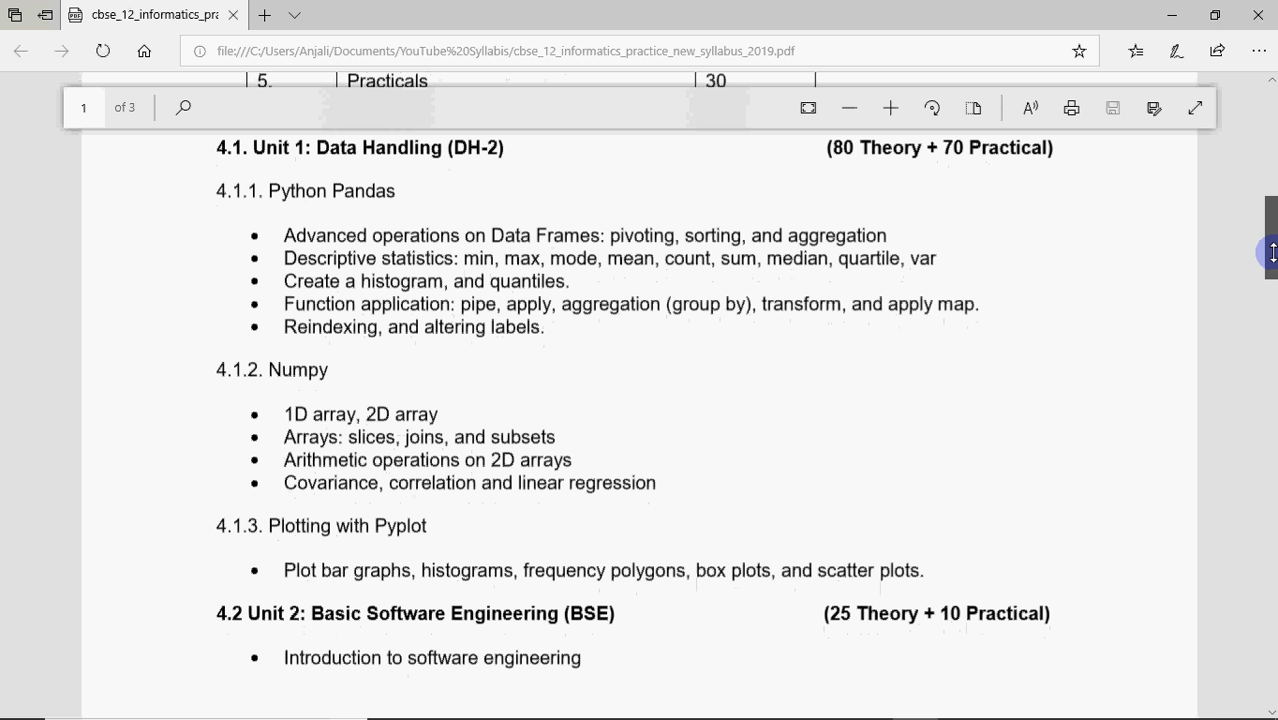 cbse_12_informatics_pra
file:///C:/Users/Anjali/Documents/YouTube%20Syllabis/cbse_12_informatics_practice_new_syllabus_2019.pdf
5. Practicals 30
1 of 3
4.1. Unit 1: Data Handling (DH-2) (80 Theory + 70 Practical)
4.1.1. Python Pandas
• Advanced operations on Data Frames: pivoting, sorting, and aggregation
• Descriptive statistics: min, max, mode, mean, count, sum, median, quartile, var
• Create a histogram, and quantiles.
• Function application: pipe, apply, aggregation (group by), transform, and apply map.
• Reindexing, and altering labels.
4.1.2. Numpy
• 1D array, 2D array
• Arrays: slices, joins, and subsets
• Arithmetic operations on 2D arrays
• Covariance, correlation and linear regression
4.1.3. Plotting with Pyplot
• Plot bar graphs, histograms, frequency polygons, box plots, and scatter plots.
4.2 Unit 2: Basic Software Engineering (BSE) (25 Theory + 10 Practical)
• Introduction to software engineering